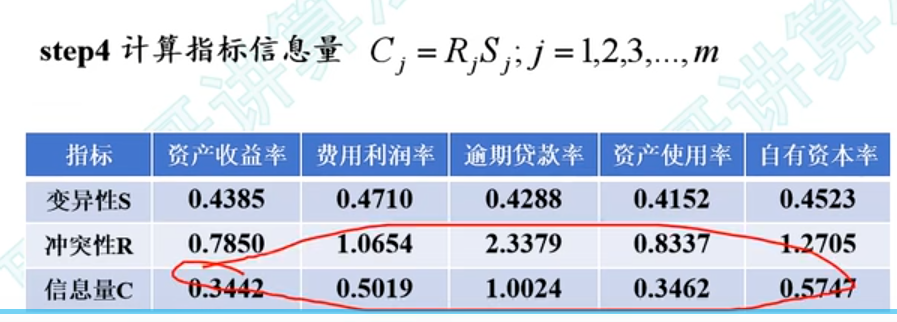 step4 计算指标信息量 C_j = R_j S_j; j = 1,2,3,...,m
指标 资产收益率 费用利润率 逾期贷款率 资产使用率 自有资本率
变异性S 0.4385 0.4710 0.4288 0.4152 0.4523
冲突性R 0.7850 1.0654 2.3379 0.8337 1.2705
信息量C 0.3442 0.5019 1.0024 0.3462 0.5747